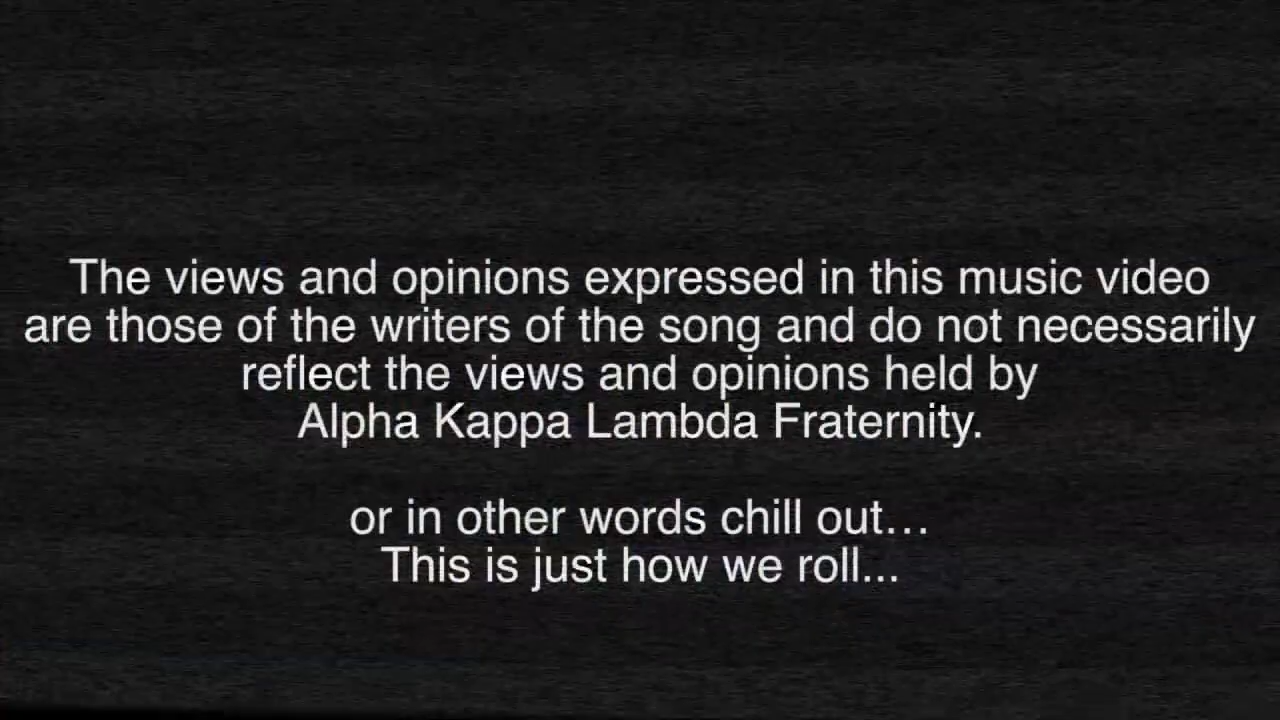 The views and opinions expressed in this music video
are those of the writers of the song and do not necessarily
reflect the views and opinions held by
Alpha Kappa Lambda Fraternity.
or in other words chill out...
This is just how we roll...